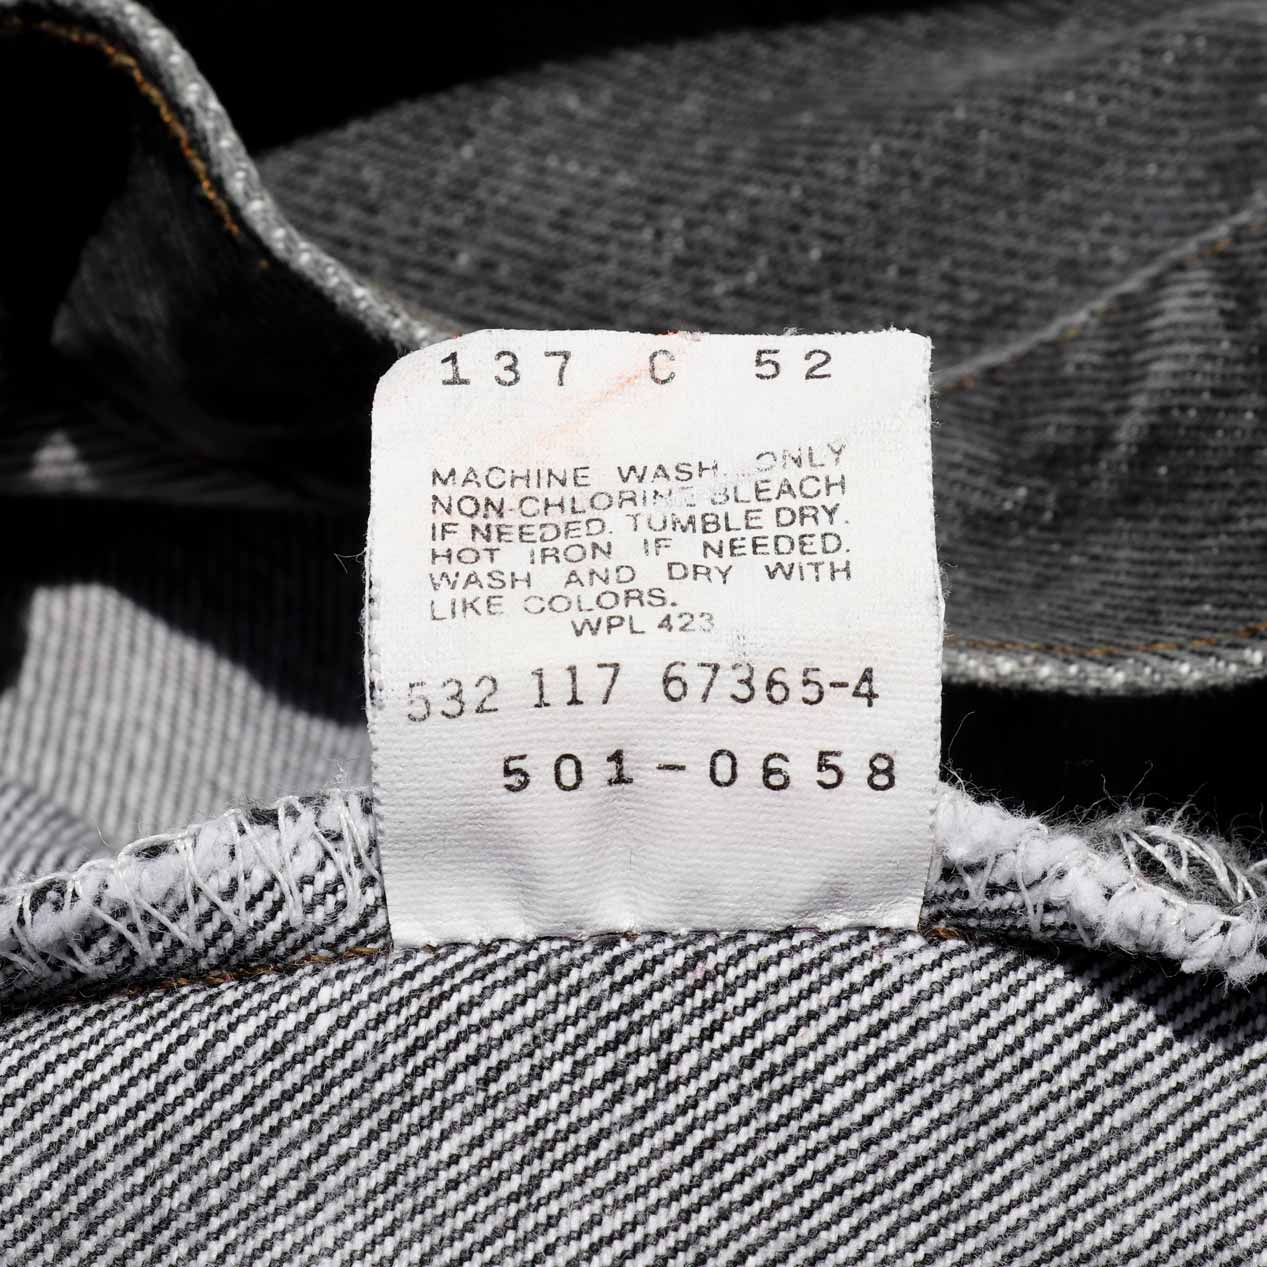 137 C 52
MACHINE WASH. ONLY
NON-CHLORINE BLEACH
IF NEEDED. TUMBLE DRY.
HOT IRON IF NEEDED.
WASH AND DRY WITH
LIKE COLORS.
WPL 423
532 117 67365-4
501-0658